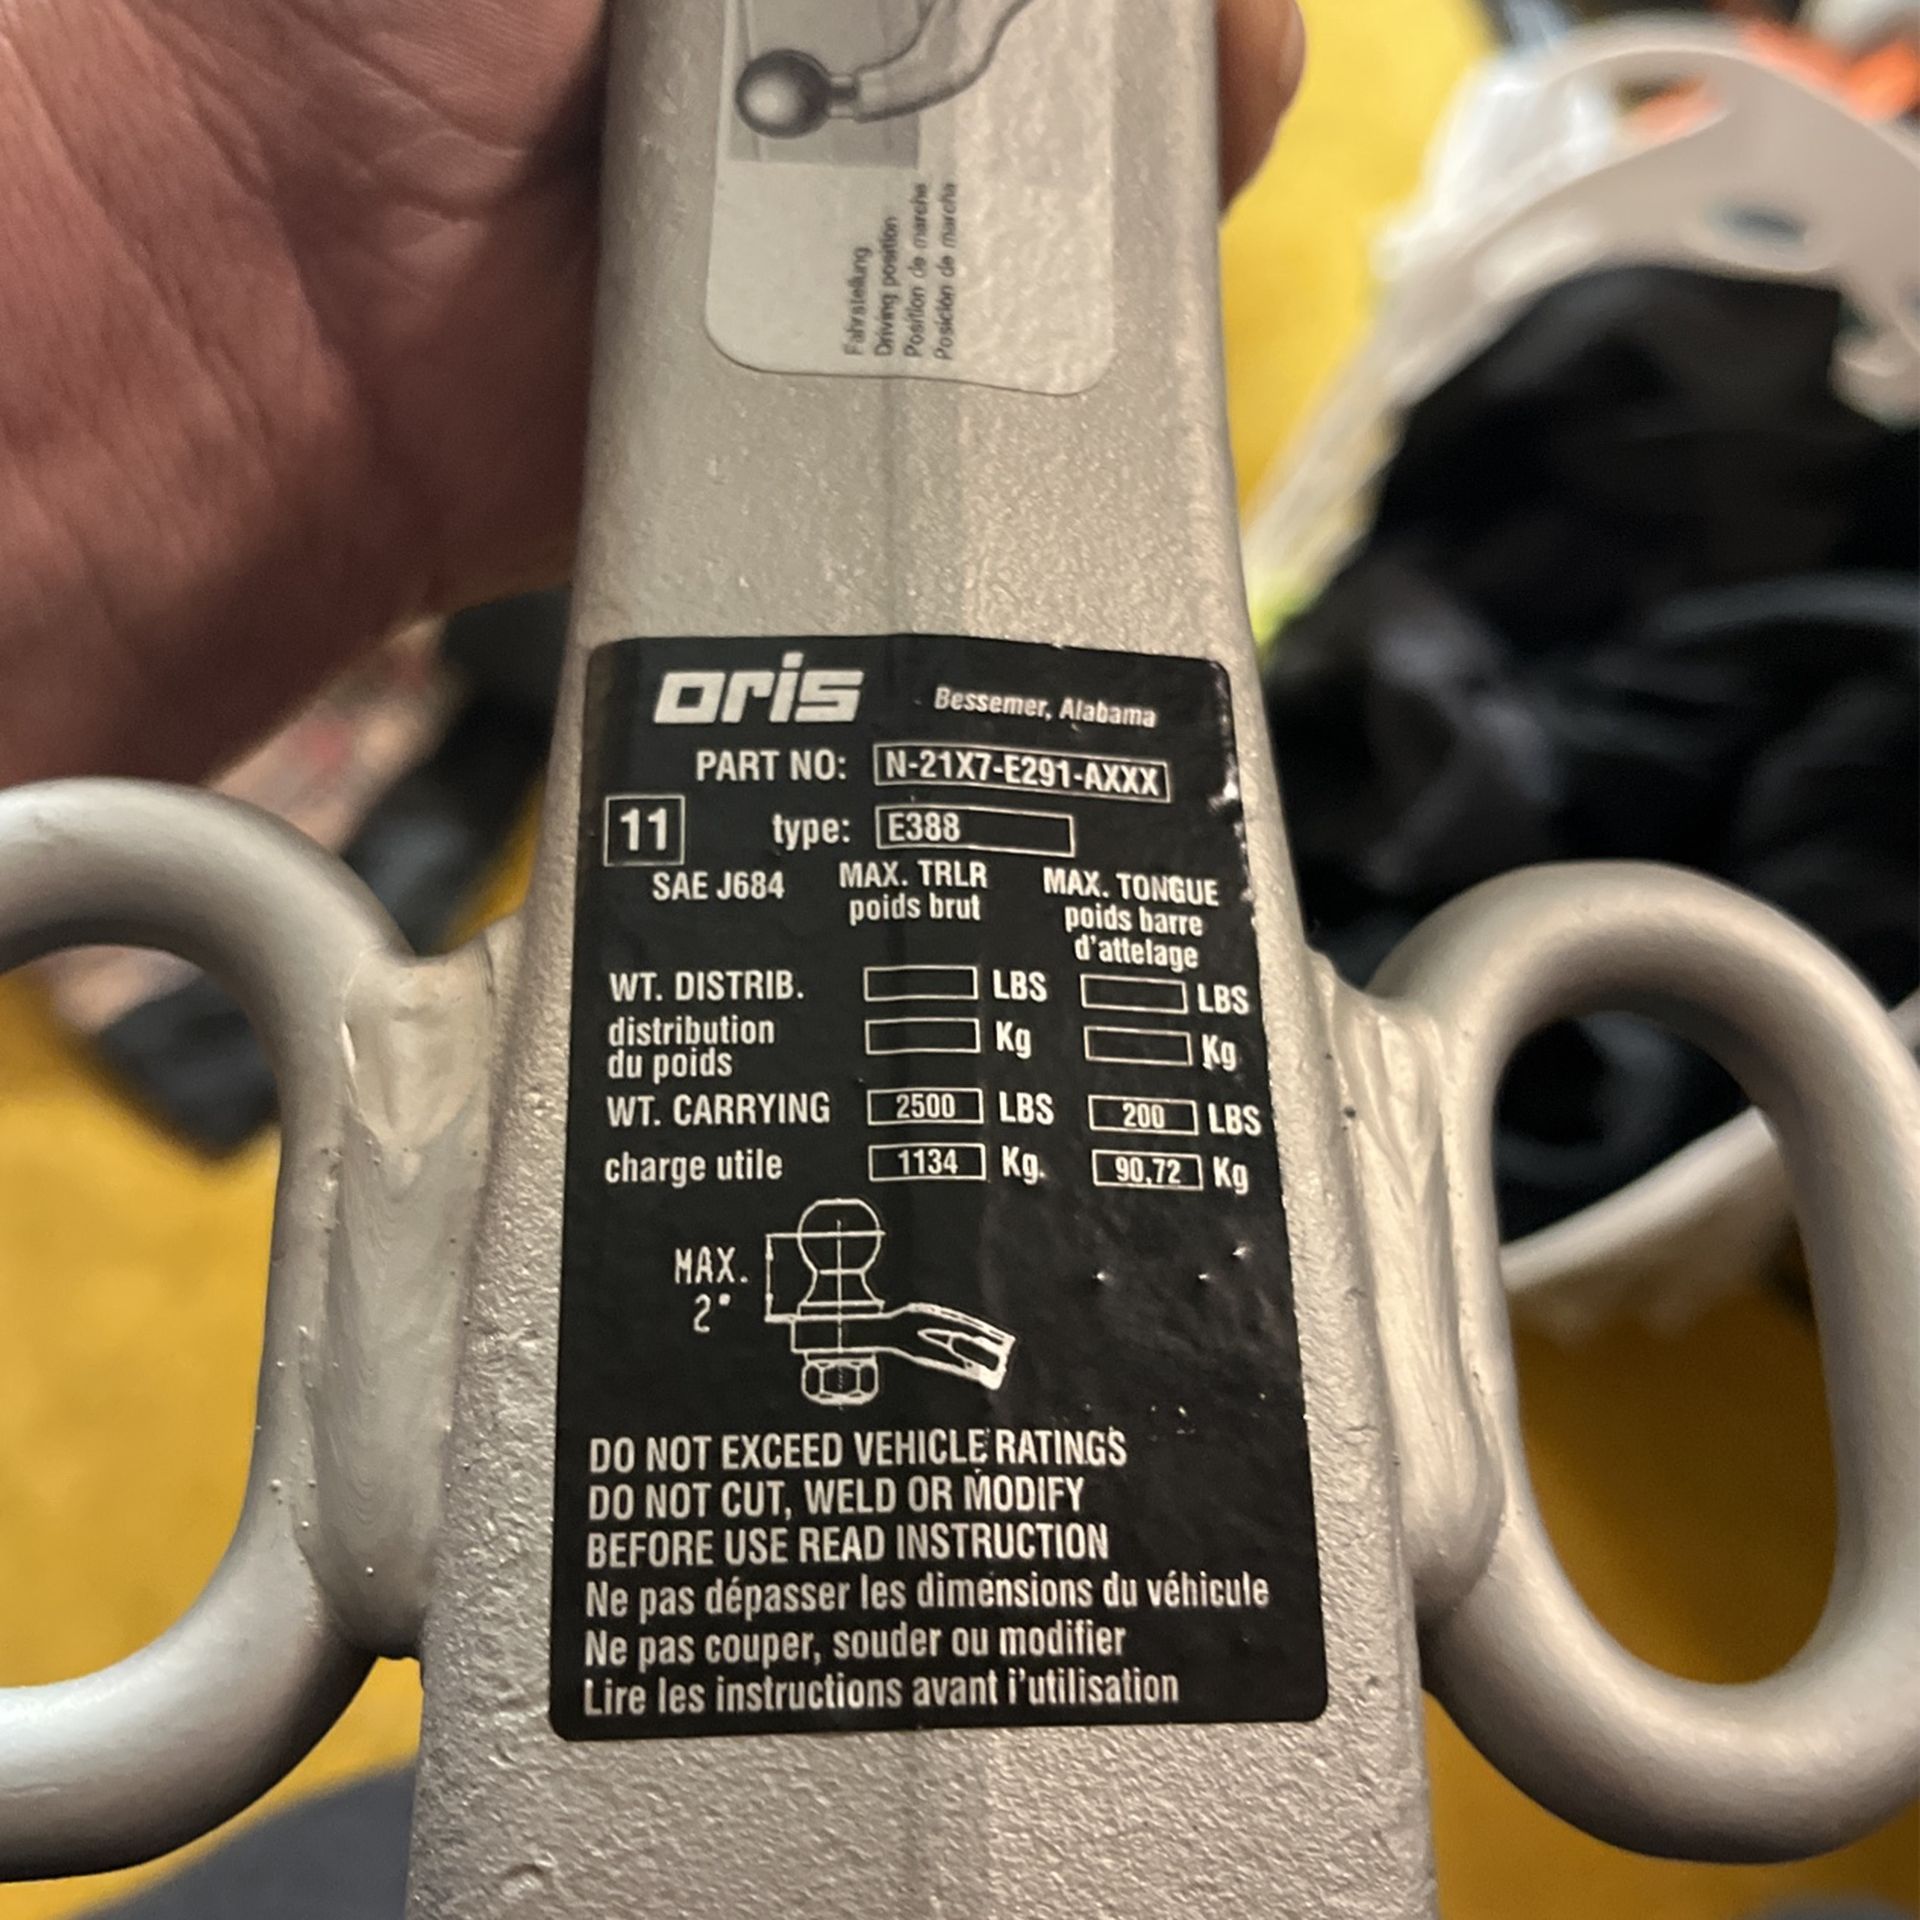 Fahrstellung
Driving position
Position de marche
Posición de marcha
oris Bessemer, Alabama
PART NO: N-21X7-E291-AXXX
11 type: E388
SAE J684 MAX. TRLR MAX. TONGUE
poids brut poids barre
d'attelage
WT. DISTRIB. LBS LBS
distribution Kg Kg
du poids
WT. CARRYING 2500 LBS 200 LBS
charge utile 1134 Kg. 90,72 Kg
MAX.
2"
DO NOT EXCEED VEHICLE RATINGS
DO NOT CUT, WELD OR MODIFY
BEFORE USE READ INSTRUCTION
Ne pas dépasser les dimensions du véhicule
Ne pas couper, souder ou modifier
Lire les instructions avant l'utilisation